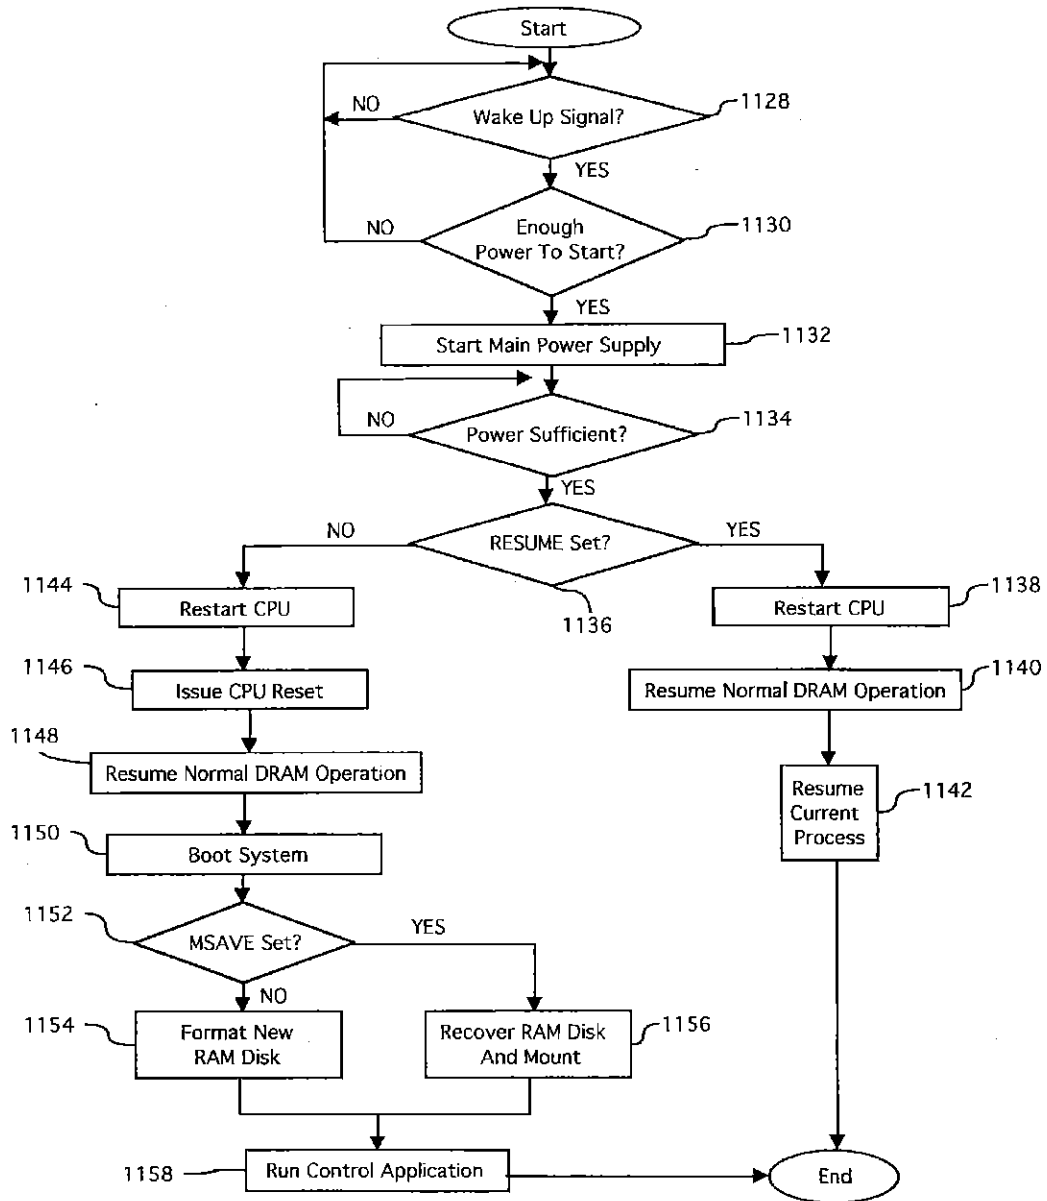 Start
NO
Wake Up Signal?
1128
YES
NO
Enough
Power To Start?
1130
YES
Start Main Power Supply
1132
NO
Power Sufficient?
1134
YES
NO
RESUME Set?
YES
1136
1144
Restart CPU
Restart CPU
1138
1146
Issue CPU Reset
Resume Normal DRAM Operation
1140
1148
Resume Normal DRAM Operation
Resume
Current
Process
1142
1150
Boot System
1152
MSAVE Set?
YES
NO
1154
Format New
RAM Disk
Recover RAM Disk
And Mount
1156
1158
Run Control Application
End